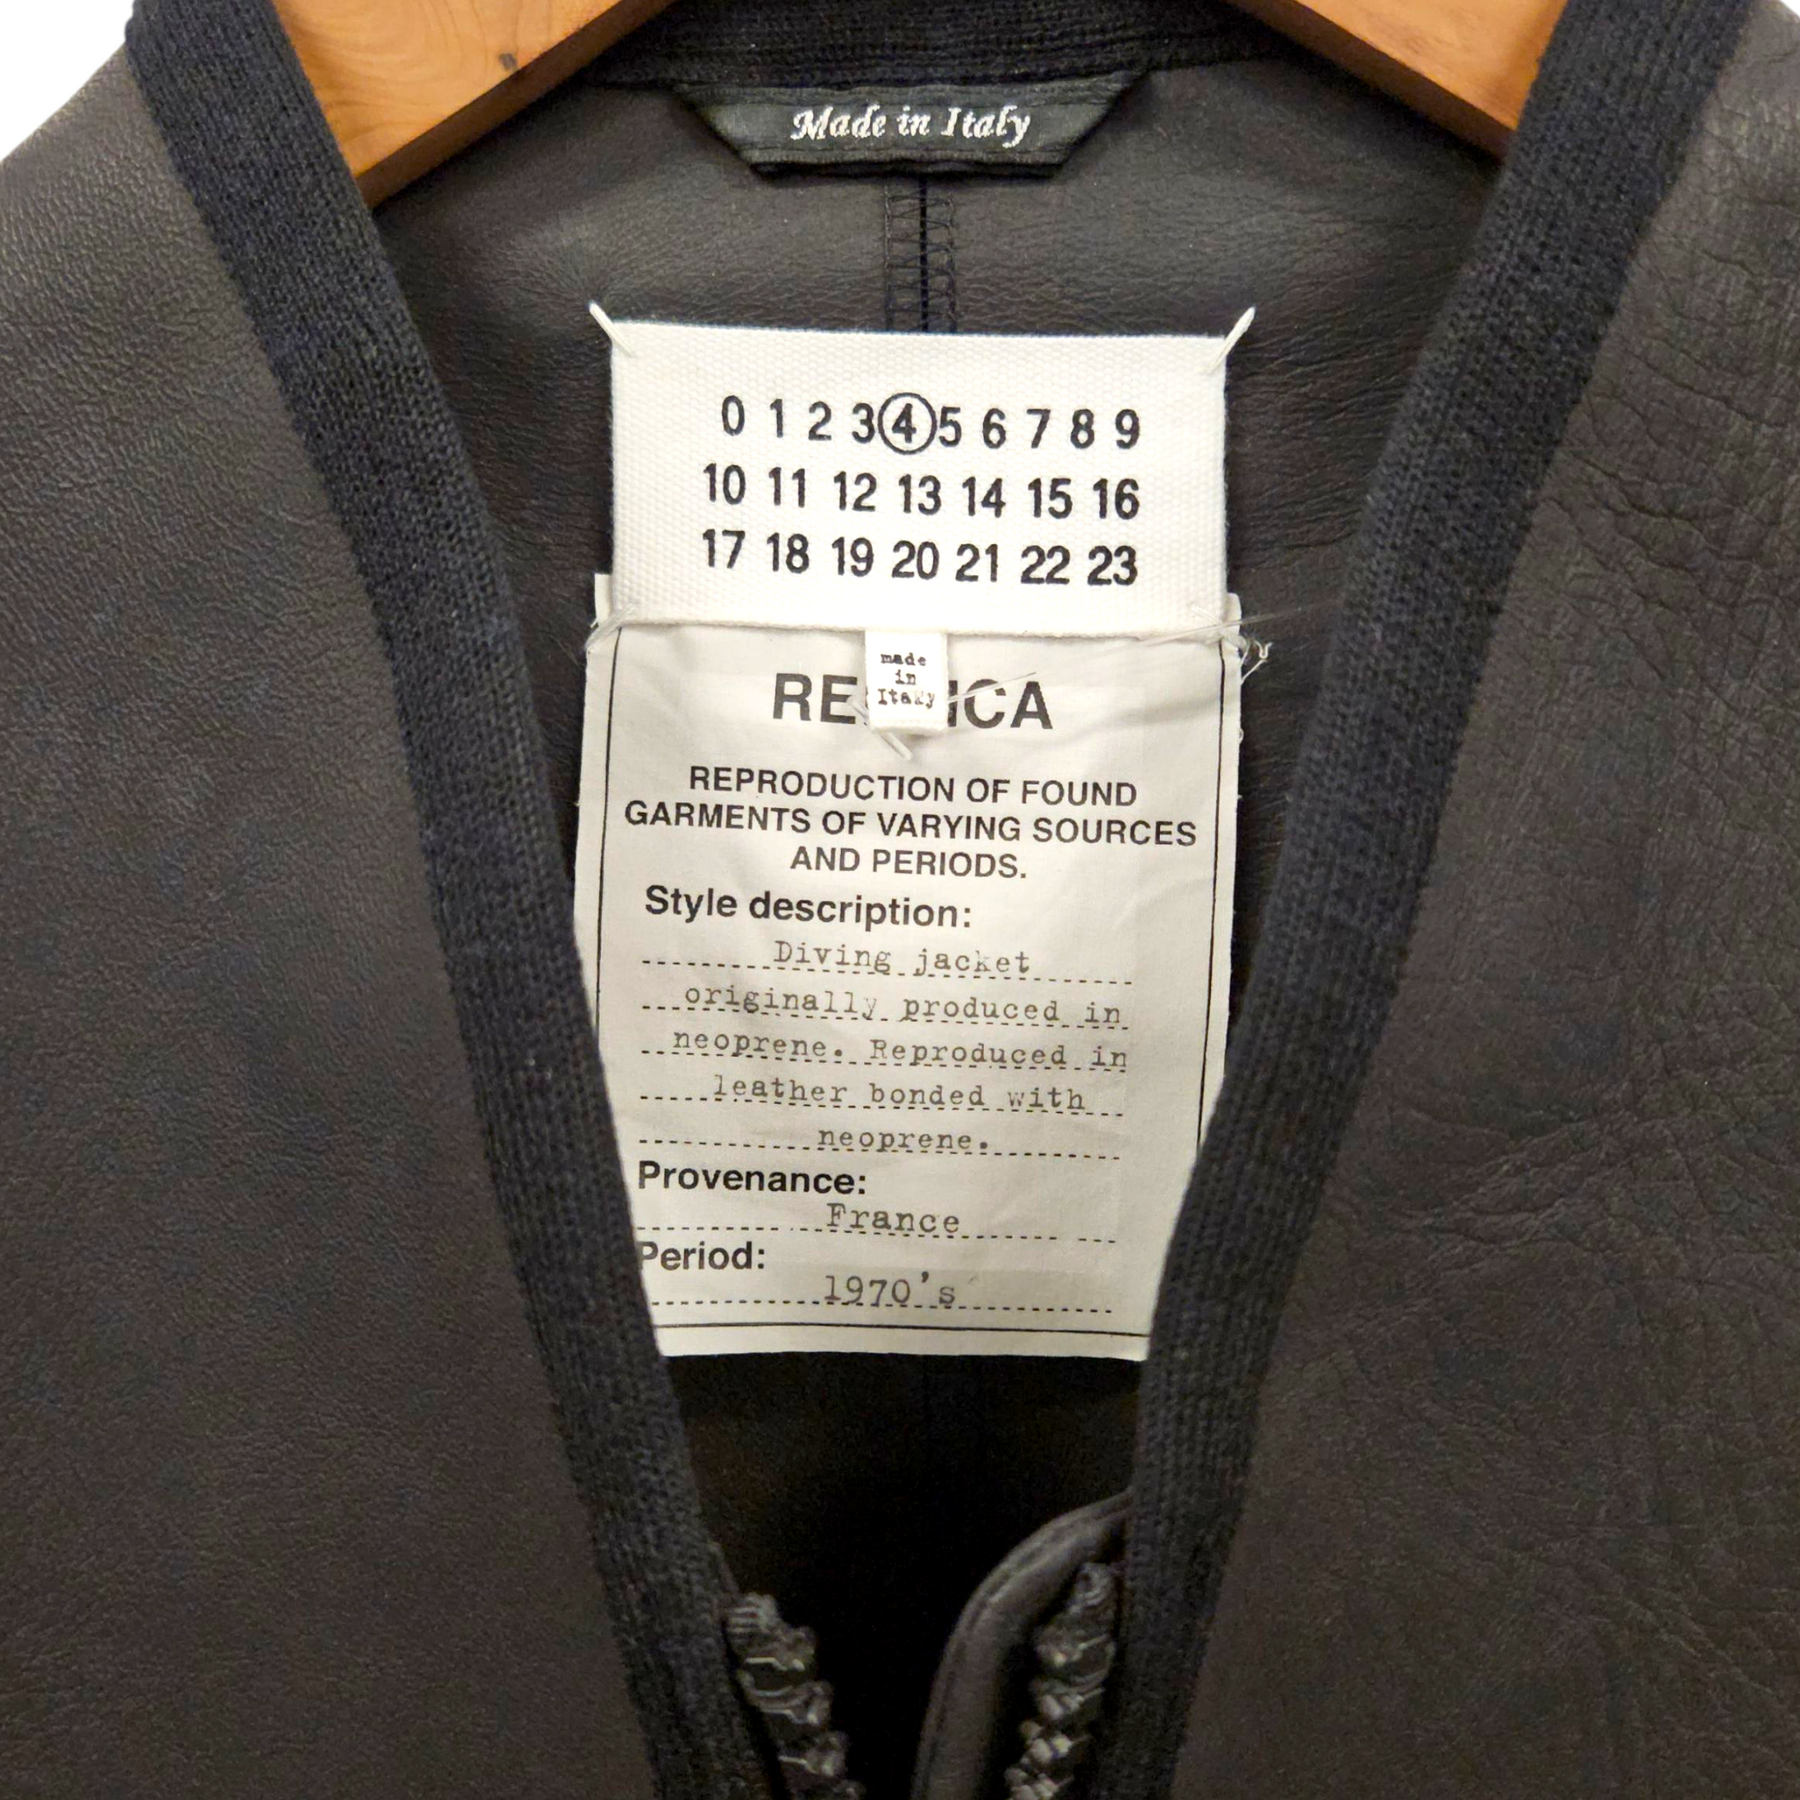 Made in Italy
0 1 2 3 4 5 6 7 8 9
10 11 12 13 14 15 16
17 18 19 20 21 22 23
made
in
Italy
REPRODUCTION OF FOUND
GARMENTS OF VARYING SOURCES
AND PERIODS.
Style description:
Diving jacket
originally produced in
neoprene. Reproduced in
leather bonded with
neoprene.
Provenance:
France
Period:
1970's